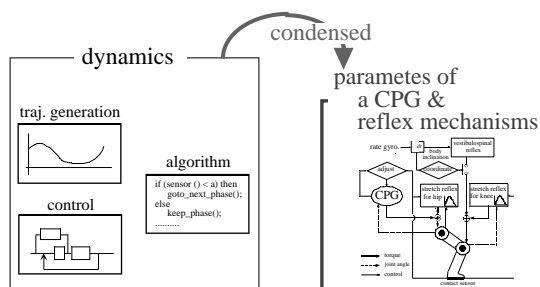 condensed
dynamics
parametes of
a CPG &
reflex mechanisms
traj. generation
algorithm
if (sensor () < a) then
goto_next_phase();
else
keep_phase();
..........
control
rate gyro.
body
inclination
vestibulospinal
reflex
adjust
coordinate
CPG
stretch reflex
for hip
stretch reflex
for knee
torque
joint angle
control
contact sensor